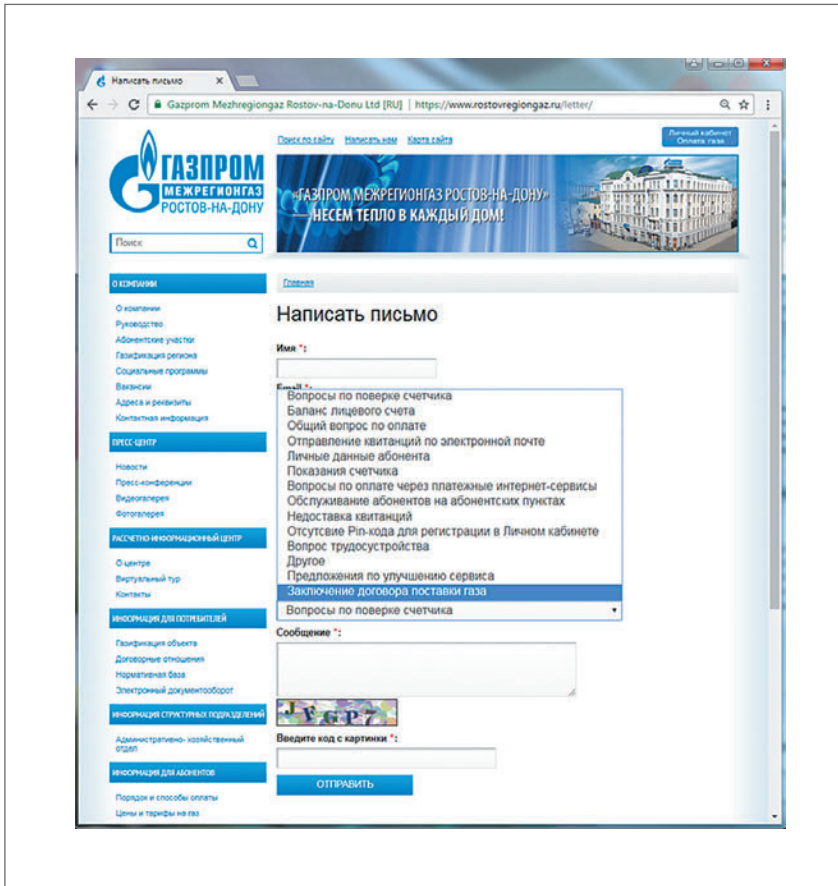 Написать письмо
Gazprom Mezhregiongaz Rostov-na-Donu Ltd [RU] | https://www.rostovregiongaz.ru/letter/
ГАЗПРОМ
МЕЖРЕГИОНГАЗ
РОСТОВ-НА-ДОНУ
Поиск по сайту Написать нам Карта сайта
Личный кабинет
Оплата газа
«ГАЗПРОМ МЕЖРЕГИОНГАЗ РОСТОВ-НА-ДОНУ»
— НЕСЕМ ТЕПЛО В КАЖДЫЙ ДОМ!
Поиск
О КОМПАНИИ
О компании
Руководство
Абонентские участки
Газификация региона
Социальные программы
Вакансии
Адреса и реквизиты
Контактная информация
ПРЕСС-ЦЕНТР
Новости
Пресс-конференции
Видеогалерея
Фотогалерея
РАССЧЕТНО-ИНФОРМАЦИОННЫЙ ЦЕНТР
О центре
Виртуальный тур
Контакты
ИНФОРМАЦИЯ ДЛЯ ПОТРЕБИТЕЛЕЙ
Газификация объекта
Договорные отношения
Нормативная база
Электронный документооборот
ИНФОРМАЦИЯ СТРУКТУРНЫХ ПОДРАЗДЕЛЕНИЙ
Административно- хозяйственный
отдел
ИНФОРМАЦИЯ ДЛЯ АБОНЕНТОВ
Порядок и способы оплаты
Цены и тарифы на газ
Главная
Написать письмо
Имя *:
Email *:
Вопросы по поверке счетчика
Баланс лицевого счета
Общий вопрос по оплате
Отправление квитанций по электронной почте
Личные данные абонента
Показания счетчика
Вопросы по оплате через платежные интернет-сервисы
Обслуживание абонентов на абонентских пунктах
Недоставка квитанций
Отсутсвие Pin-кода для регистрации в Личном кабинете
Вопрос трудосустройства
Другое
Предложения по улучшению сервиса
Заключение договора поставки газа
Вопросы по поверке счетчика
Сообщение *:
JFGP7
Введите код с картинки *:
ОТПРАВИТЬ